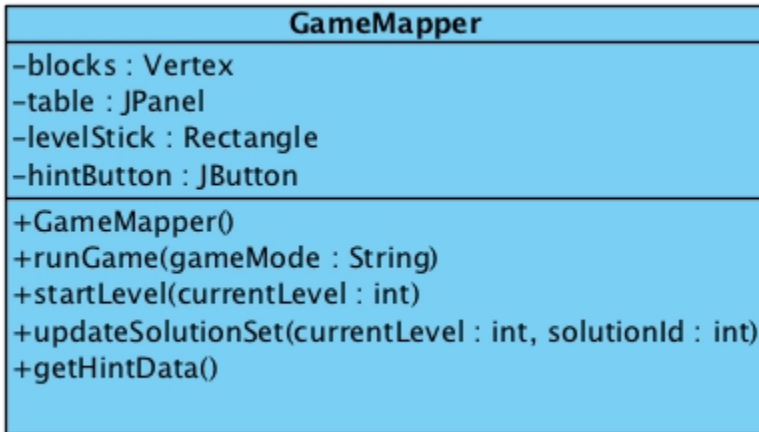 GameMapper
-blocks : Vertex
-table : JPanel
-levelStick : Rectangle
-hintButton : JButton
+GameMapper()
+runGame(gameMode : String)
+startLevel(currentLevel : int)
+updateSolutionSet(currentLevel : int, solutionId : int)
+getHintData()